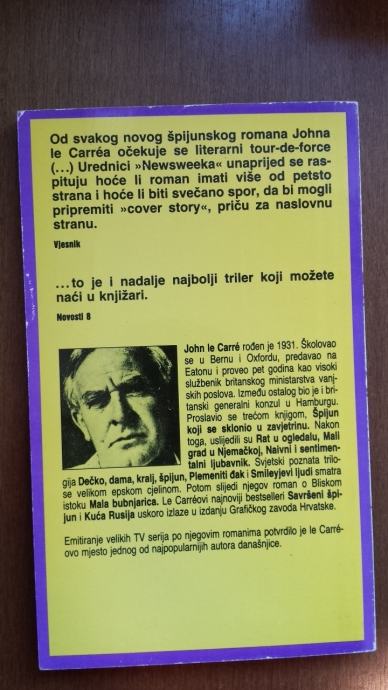 Od svakog novog špijunskog romana Johna
le Carréa očekuje se literarni tour-de-force
(...) Urednici »Newsweeka« unaprijed se ras-
pituju hoće li roman imati više od petsto
strana i hoće li biti svečano spor, da bi mogli
pripremiti »cover story«, priču za naslovnu
stranu.
Vjesnik
...to je i nadalje najbolji triler koji možete
naći u knjižari.
Novosti 8
John le Carré rođen je 1931. Školovao
se u Bernu i Oxfordu, predavao na
Eatonu i proveo pet godina kao visoki
službenik britanskog ministarstva vanj-
skih poslova. Između ostalog bio je i bri-
tanski generalni konzul u Hamburgu.
Proslavio se trećom knjigom, Špijun
koji se sklonio u zavjetrinu. Nakon
toga, uslijedili su Rat u ogledalu, Mali
grad u Njemačkoj, Naivni i sentimen-
talni ljubavnik. Svjetski poznata trilo-
gija Dečko, dama, kralj, špijun, Plemeniti đak i Smileyjevi ljudi smatra
se velikom epskom cjelinom. Potom slijedi njegov roman o Bliskom
istoku Mala bubnjarica. Le Carréovi najnoviji bestselleri Savršeni špi-
jun i Kuća Rusija uskoro izlaze u izdanju Grafičkog zavoda Hrvatske.
Emitiranje velikih TV serija po njegovim romanima potvrdilo je le Carré-
ovo mjesto jednog od najpopularnijih autora današnjice.